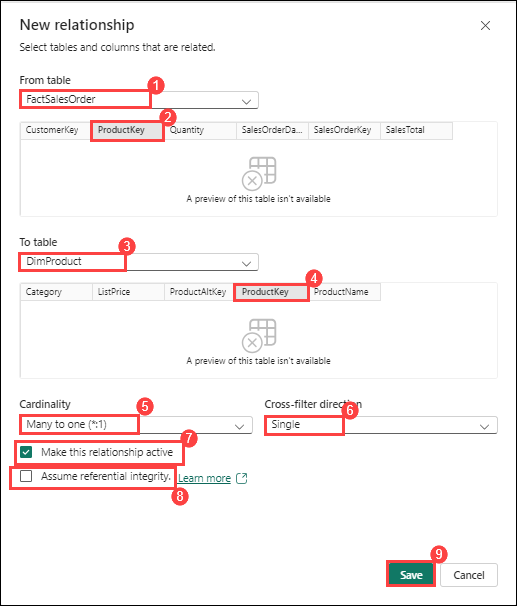 New relationship
Select tables and columns that are related.
From table
1
FactSalesOrder
2
CustomerKey ProductKey Quantity SalesOrderDa... SalesOrderKey SalesTotal
A preview of this table isn't available
To table
3
DimProduct
4
Category ListPrice ProductAltKey ProductKey ProductName
A preview of this table isn't available
Cardinality Cross-filter direction
5 6
Many to one (*:1) Single
7
Make this relationship active
Assume referential integrity. Learn more
8
9
Save Cancel